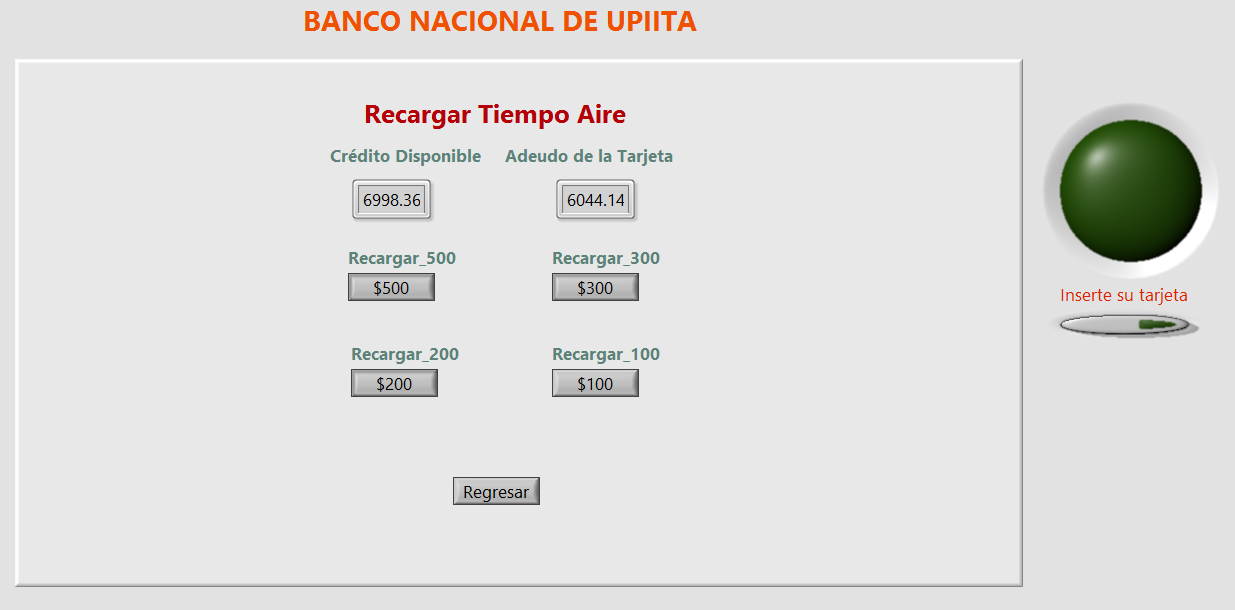 BANCO NACIONAL DE UPIITA
Recargar Tiempo Aire
Crédito Disponible Adeudo de la Tarjeta
6998.36 6044.14
Recargar_500 Recargar_300
$500 $300
Inserte su tarjeta
Recargar_200 Recargar_100
$200 $100
Regresar